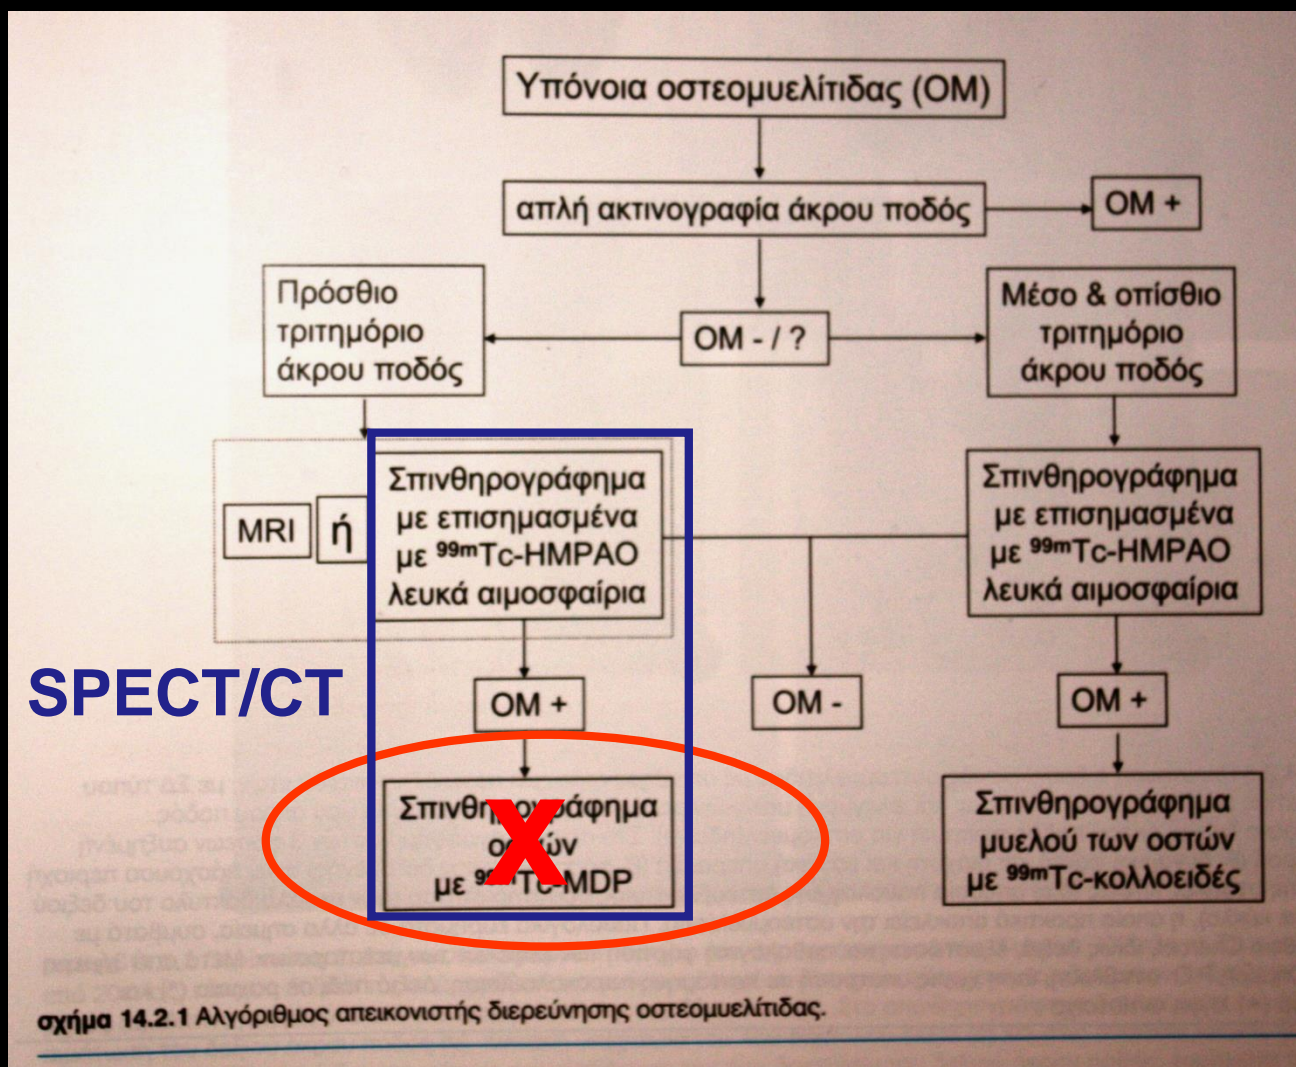 Υπόνοια οστεομυελίτιδας (ΟΜ)
απλή ακτινογραφία άκρου ποδός
ΟΜ +
Πρόσθιο
τριτημόριο
άκρου ποδός
ΟΜ - / ?
Μέσο & οπίσθιο
τριτημόριο
άκρου ποδός
MRI
ή
Σπινθηρογράφημα
με επισημασμένα
με ⁹⁹ᵐTc-HMPAO
λευκά αιμοσφαίρια
Σπινθηρογράφημα
με επισημασμένα
με ⁹⁹ᵐTc-HMPAO
λευκά αιμοσφαίρια
SPECT/CT
ΟΜ +
ΟΜ -
ΟΜ +
Σπινθηρογράφημα
οστών
με ⁹⁹ᵐTc-MDP
X
Σπινθηρογράφημα
μυελού των οστών
με ⁹⁹ᵐTc-κολλοειδές
σχήμα 14.2.1 Αλγόριθμος απεικονιστής διερεύνησης οστεομυελίτιδας.